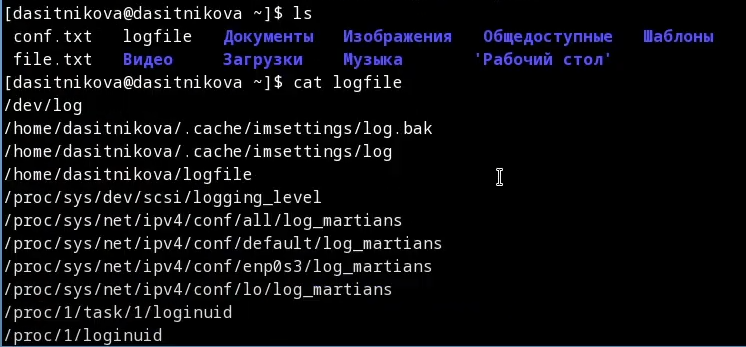 [dasitnikova@dasitnikova ~]$ ls
conf.txt logfile Документы Изображения Общедоступные Шаблоны
file.txt Видео Загрузки Музыка 'Рабочий стол'
[dasitnikova@dasitnikova ~]$ cat logfile
/dev/log
/home/dasitnikova/.cache/imsettings/log.bak
/home/dasitnikova/.cache/imsettings/log
/home/dasitnikova/logfile
/proc/sys/dev/scsi/logging_level
/proc/sys/net/ipv4/conf/all/log_martians
/proc/sys/net/ipv4/conf/default/log_martians
/proc/sys/net/ipv4/conf/enp0s3/log_martians
/proc/sys/net/ipv4/conf/lo/log_martians
/proc/1/task/1/loginuid
/proc/1/loginuid